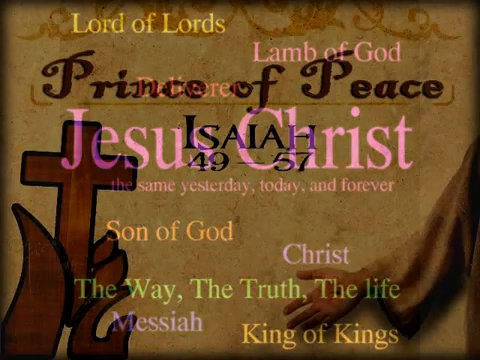 Lord of Lords
Lamb of God
Prince of Peace
Deliverer
Jesus Christ
ISAIAH
49 - 57
the same yesterday, today, and forever
Son of God
Christ
The Way, The Truth, The life
Messiah
King of Kings